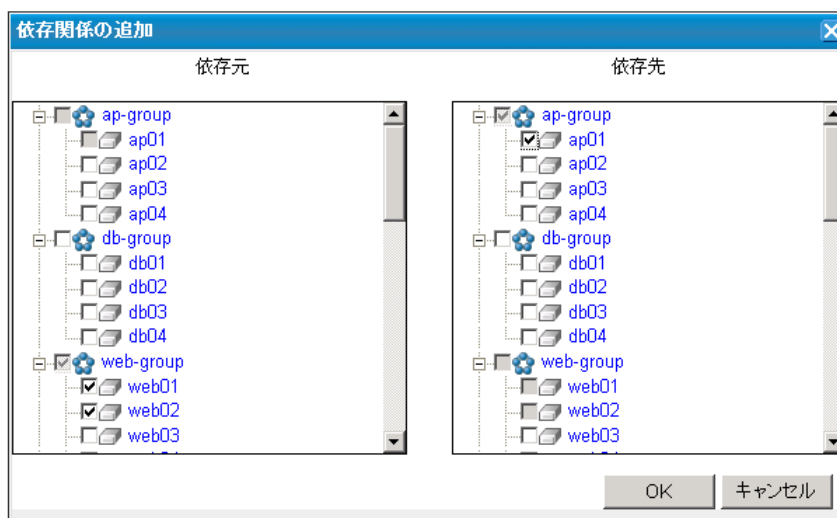 依存関係の追加
依存元
依存先
ap-group
ap01
ap02
ap03
ap04
db-group
db01
db02
db03
db04
web-group
web01
web02
web03
ap-group
ap01
ap02
ap03
ap04
db-group
db01
db02
db03
db04
web-group
web01
web02
web03
OK
キャンセル